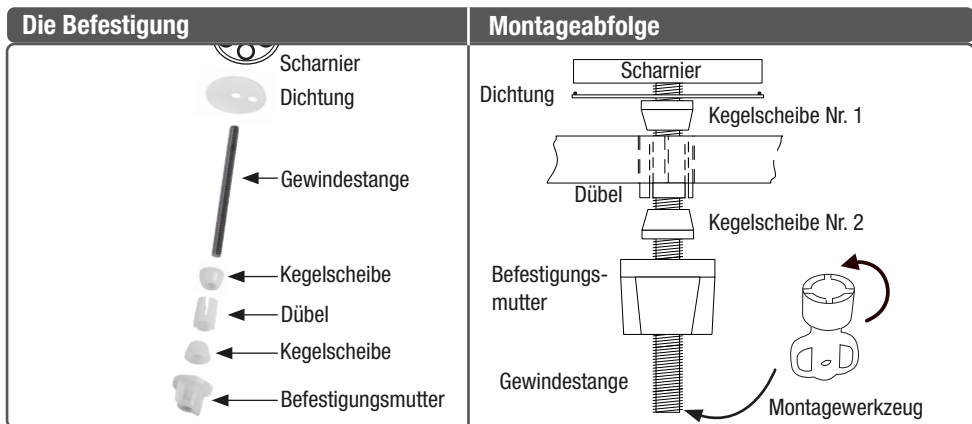 Die Befestigung
Scharnier
Dichtung
Gewindestange
Kegelscheibe
Dübel
Kegelscheibe
Befestigungsmutter
Montageabfolge
Scharnier
Dichtung
Kegelscheibe Nr. 1
Dübel
Kegelscheibe Nr. 2
Befestigungs-
mutter
Gewindestange
Montagewerkzeug